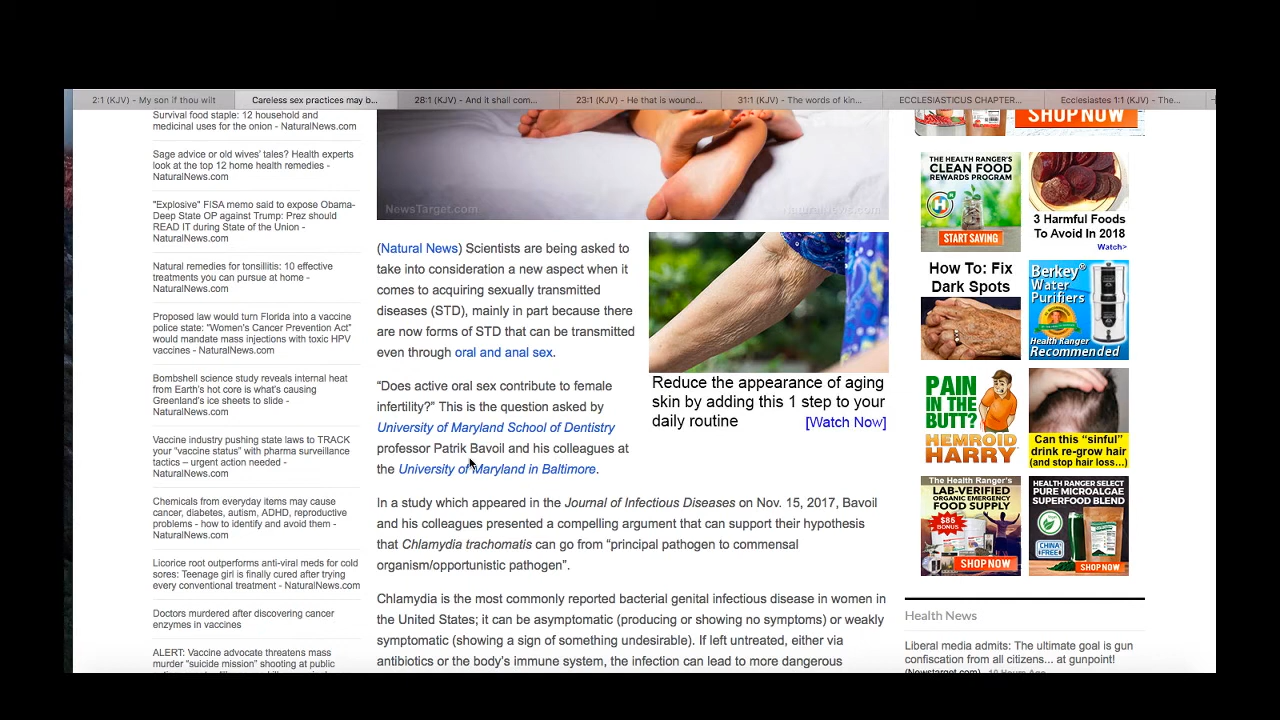 2:1 (KJV) - My son if thou wilt
Careless sex practices may b...
28:1 (KJV) - And it shall com...
23:1 (KJV) - He that is wound...
31:1 (KJV) - The words of kin...
ECCLESIASTICUS CHAPTER...
Ecclesiastes 1:1 (KJV) - The...
Survival food staple: 12 household and
medicinal uses for the onion - NaturalNews.com
Sage advice or old wives' tales? Health experts
look at the top 12 home health remedies -
NaturalNews.com
"Explosive" FISA memo said to expose Obama-
Deep State OP against Trump: Prez should
READ IT during State of the Union -
NaturalNews.com
Natural remedies for tonsillitis: 10 effective
treatments you can pursue at home -
NaturalNews.com
Proposed law would turn Florida into a vaccine
police state: "Women's Cancer Prevention Act"
would mandate mass injections with toxic HPV
vaccines - NaturalNews.com
Bombshell science study reveals internal heat
from Earth's hot core is what's causing
Greenland's ice sheets to slide -
NaturalNews.com
Vaccine industry pushing state laws to TRACK
your "vaccine status" with pharma surveillance
tactics – urgent action needed -
NaturalNews.com
Chemicals from everyday items may cause
cancer, diabetes, autism, ADHD, reproductive
problems - how to identify and avoid them -
NaturalNews.com
Licorice root outperforms anti-viral meds for cold
sores: Teenage girl is finally cured after trying
every conventional treatment - NaturalNews.com
Doctors murdered after discovering cancer
enzymes in vaccines
ALERT: Vaccine advocate threatens mass
murder "suicide mission" shooting at public
NewsTarget.com
NaturalNews.com
(Natural News) Scientists are being asked to
take into consideration a new aspect when it
comes to acquiring sexually transmitted
diseases (STD), mainly in part because there
are now forms of STD that can be transmitted
even through oral and anal sex.
"Does active oral sex contribute to female
infertility?" This is the question asked by
University of Maryland School of Dentistry
professor Patrik Bavoil and his colleagues at
the University of Maryland in Baltimore.
In a study which appeared in the Journal of Infectious Diseases on Nov. 15, 2017, Bavoil
and his colleagues presented a compelling argument that can support their hypothesis
that Chlamydia trachomatis can go from "principal pathogen to commensal
organism/opportunistic pathogen".
Chlamydia is the most commonly reported bacterial genital infectious disease in women in
the United States; it can be asymptomatic (producing or showing no symptoms) or weakly
symptomatic (showing a sign of something undesirable). If left untreated, either via
antibiotics or the body's immune system, the infection can lead to more dangerous
Reduce the appearance of aging
skin by adding this 1 step to your
daily routine [Watch Now]
SHOP NOW
THE HEALTH RANGER'S
CLEAN FOOD
REWARDS PROGRAM
START SAVING
3 Harmful Foods
To Avoid In 2018
Watch>
How To: Fix
Dark Spots
Berkey
Water
Purifiers
Health Ranger
Recommended
PAIN
IN THE
BUTT?
HEMROID
HARRY
Can this "sinful"
drink re-grow hair
(and stop hair loss...)
The Health Ranger's
LAB-VERIFIED
ORGANIC EMERGENCY
FOOD SUPPLY
$85
BONUS
SHOP NOW
HEALTH RANGER SELECT
PURE MICROALGAE
SUPERFOOD BLEND
CHINA
FREE
SHOP NOW
Health News
Liberal media admits: The ultimate goal is gun
confiscation from all citizens... at gunpoint!
(Newstarget.com) - 10 Hours Ago